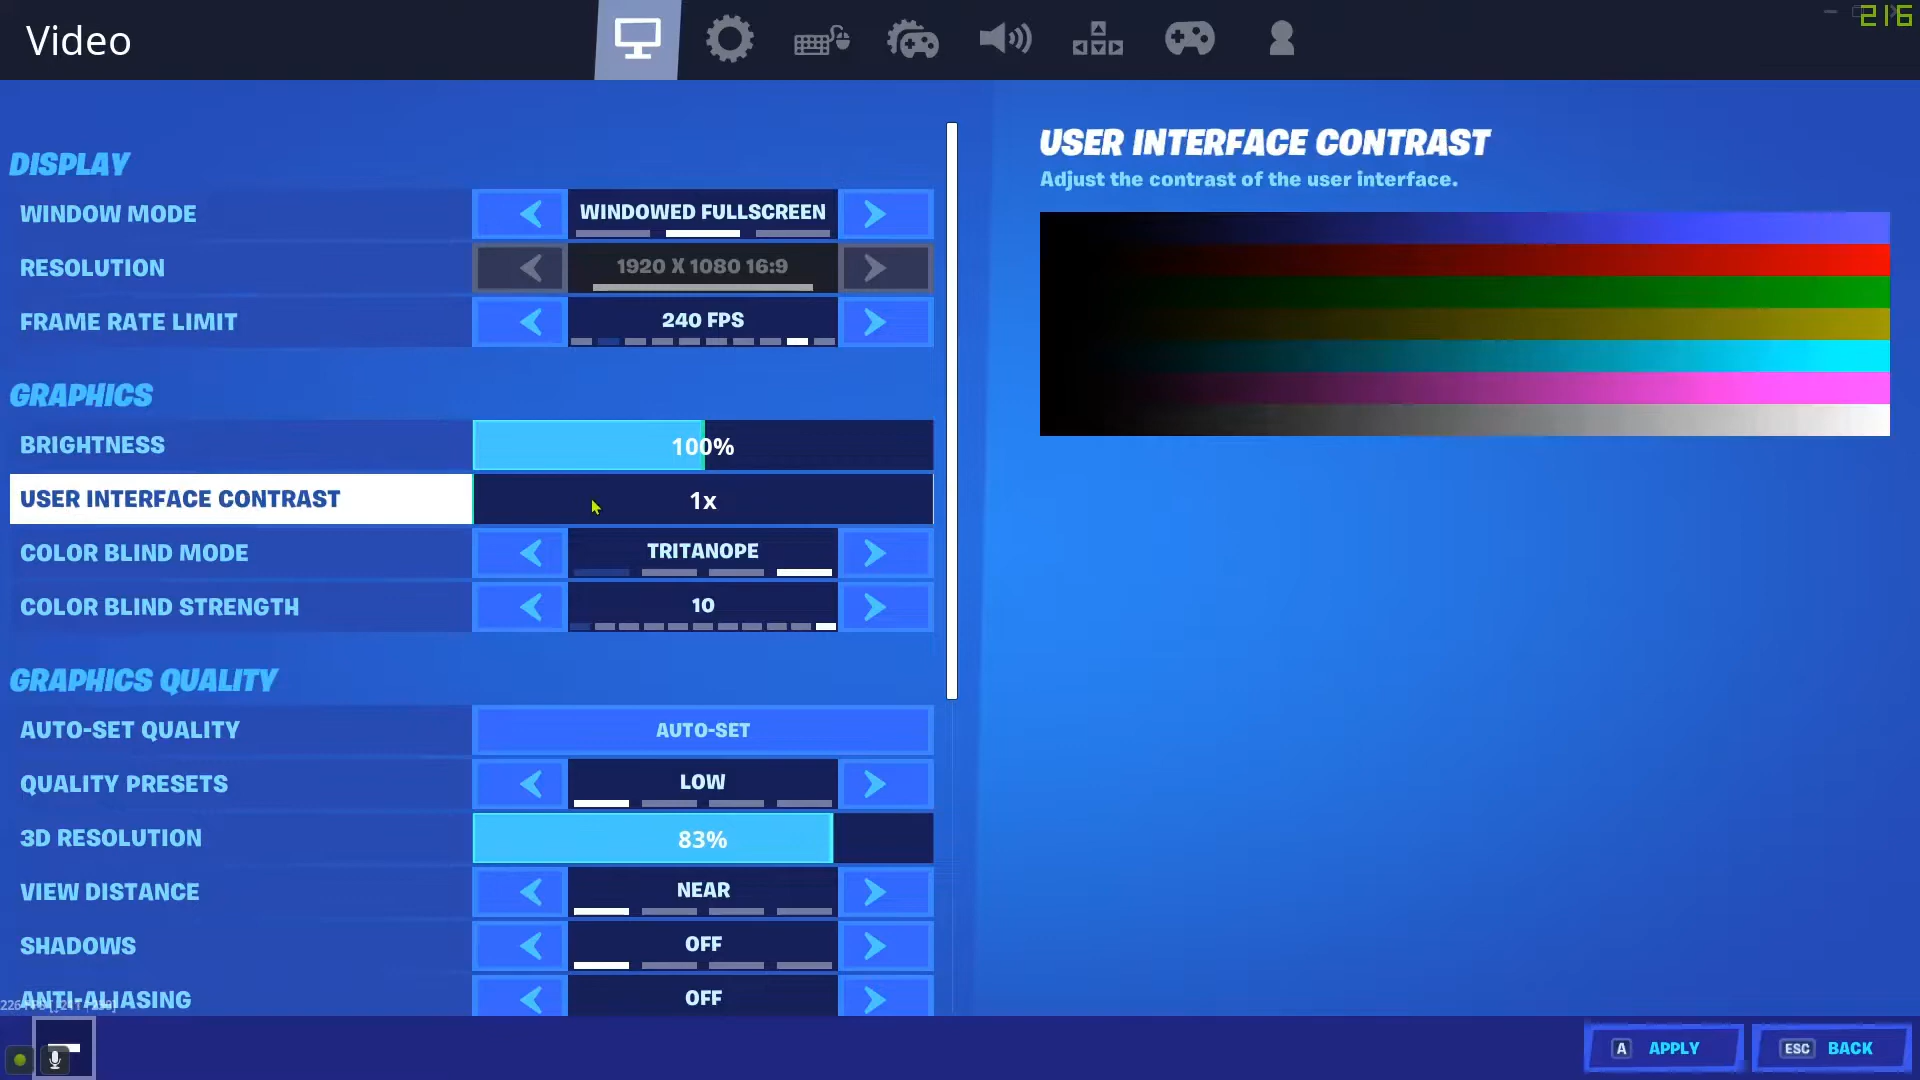 Video
216
DISPLAY
WINDOW MODE
WINDOWED FULLSCREEN
RESOLUTION
1920 X 1080 16:9
FRAME RATE LIMIT
240 FPS
GRAPHICS
BRIGHTNESS
100%
USER INTERFACE CONTRAST
1x
COLOR BLIND MODE
TRITANOPE
COLOR BLIND STRENGTH
10
GRAPHICS QUALITY
AUTO-SET QUALITY
AUTO-SET
QUALITY PRESETS
LOW
3D RESOLUTION
83%
VIEW DISTANCE
NEAR
SHADOWS
OFF
ANTI-ALIASING
OFF
USER INTERFACE CONTRAST
Adjust the contrast of the user interface.
A APPLY
ESC BACK